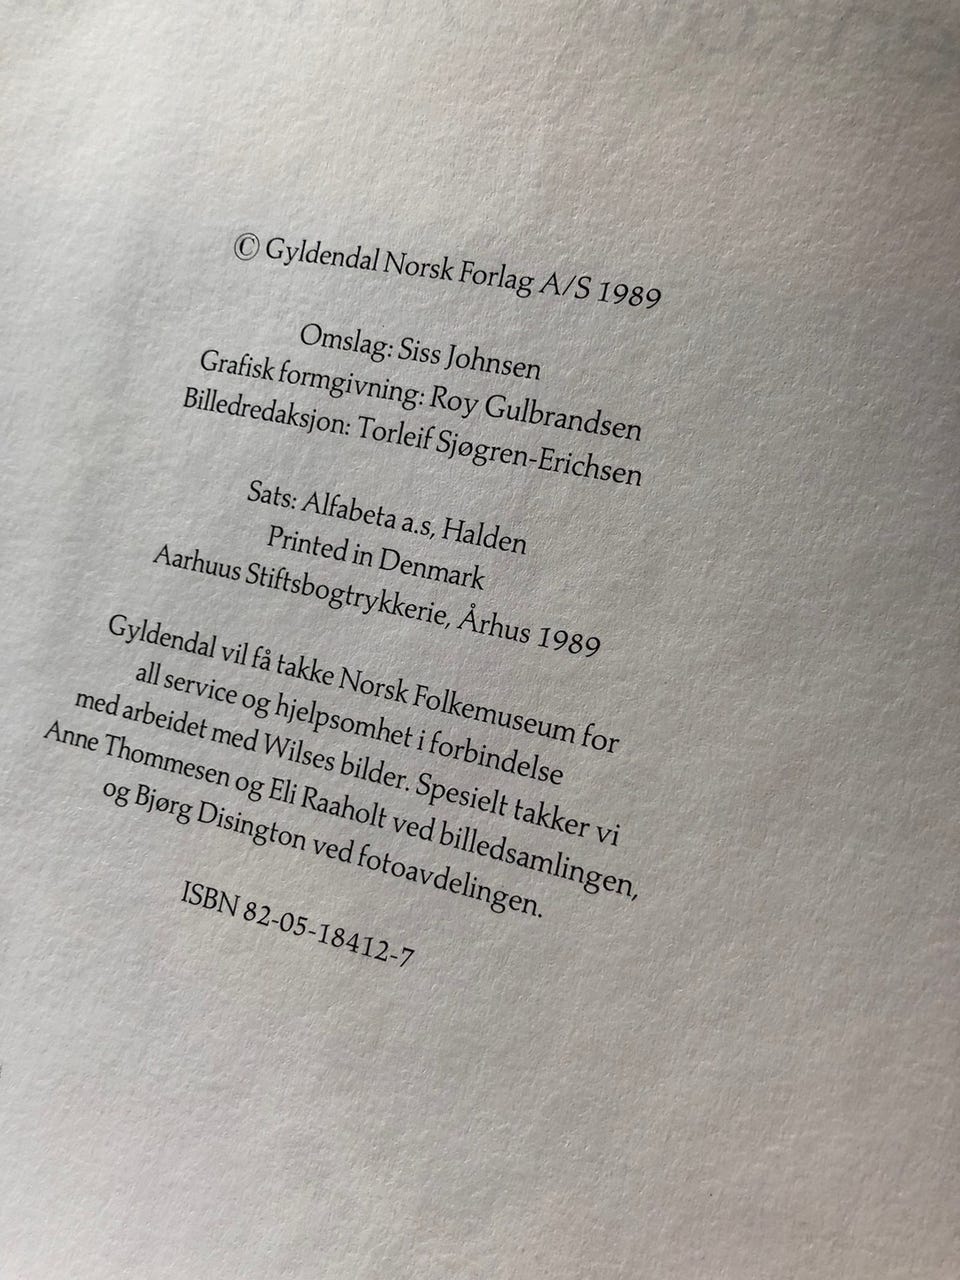 © Gyldendal Norsk Forlag A/S 1989
Omslag: Siss Johnsen
Grafisk formgivning: Roy Gulbrandsen
Billedredaksjon: Torleif Sjøgren-Erichsen
Sats: Alfabeta a.s, Halden
Printed in Denmark
Aarhuus Stiftsbogtrykkerie, Århus 1989
Gyldendal vil få takke Norsk Folkemuseum for
all service og hjelpsomhet i forbindelse
med arbeidet med Wilses bilder. Spesielt takker vi
Anne Thommesen og Eli Raaholt ved billedsamlingen,
og Bjørg Disington ved fotoavdelingen.
ISBN 82-05-18412-7